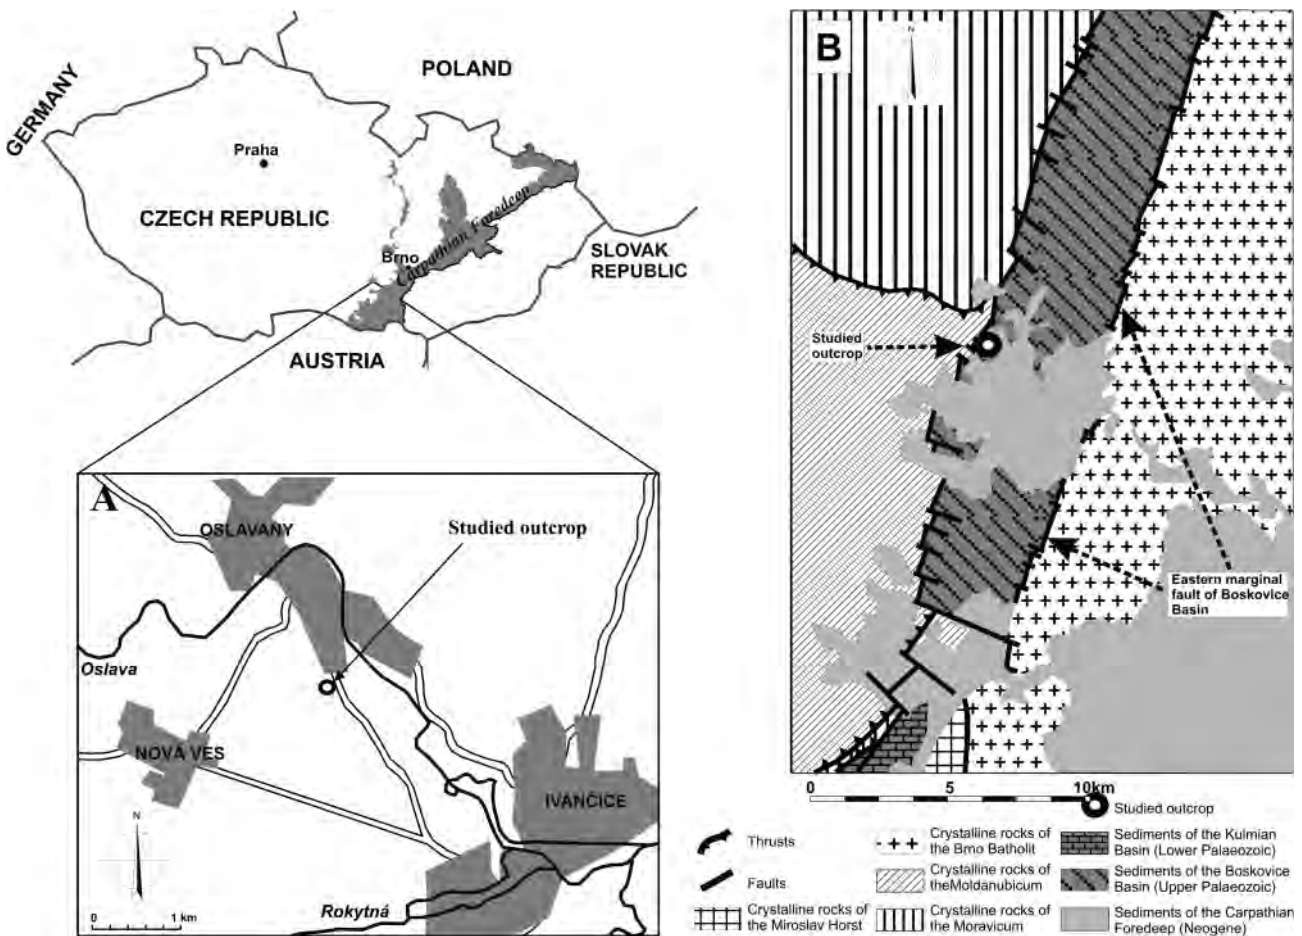 POLAND
GERMANY
Praha
CZECH REPUBLIC
Carpathian Foredeep
Brno
SLOVAK
REPUBLIC
AUSTRIA
A
OSLAVANY
Studied outcrop
Oslava
NOVÁ VES
IVANČICE
N
Rokytná
0 1 km
B
N
Studied
outcrop
Eastern marginal
fault of Boskovice
Basin
0 5 10km
Studied outcrop
Thrusts
Crystalline rocks of
the Brno Batholit
Sediments of the Kulmian
Basin (Lower Palaeozoic)
Faults
Crystalline rocks of
theMoldanubicum
Sediments of the Boskovice
Basin (Upper Palaeozoic)
Crystalline rocks of
the Miroslav Horst
Crystalline rocks of
the Moravicum
Sediments of the Carpathian
Foredeep (Neogene)